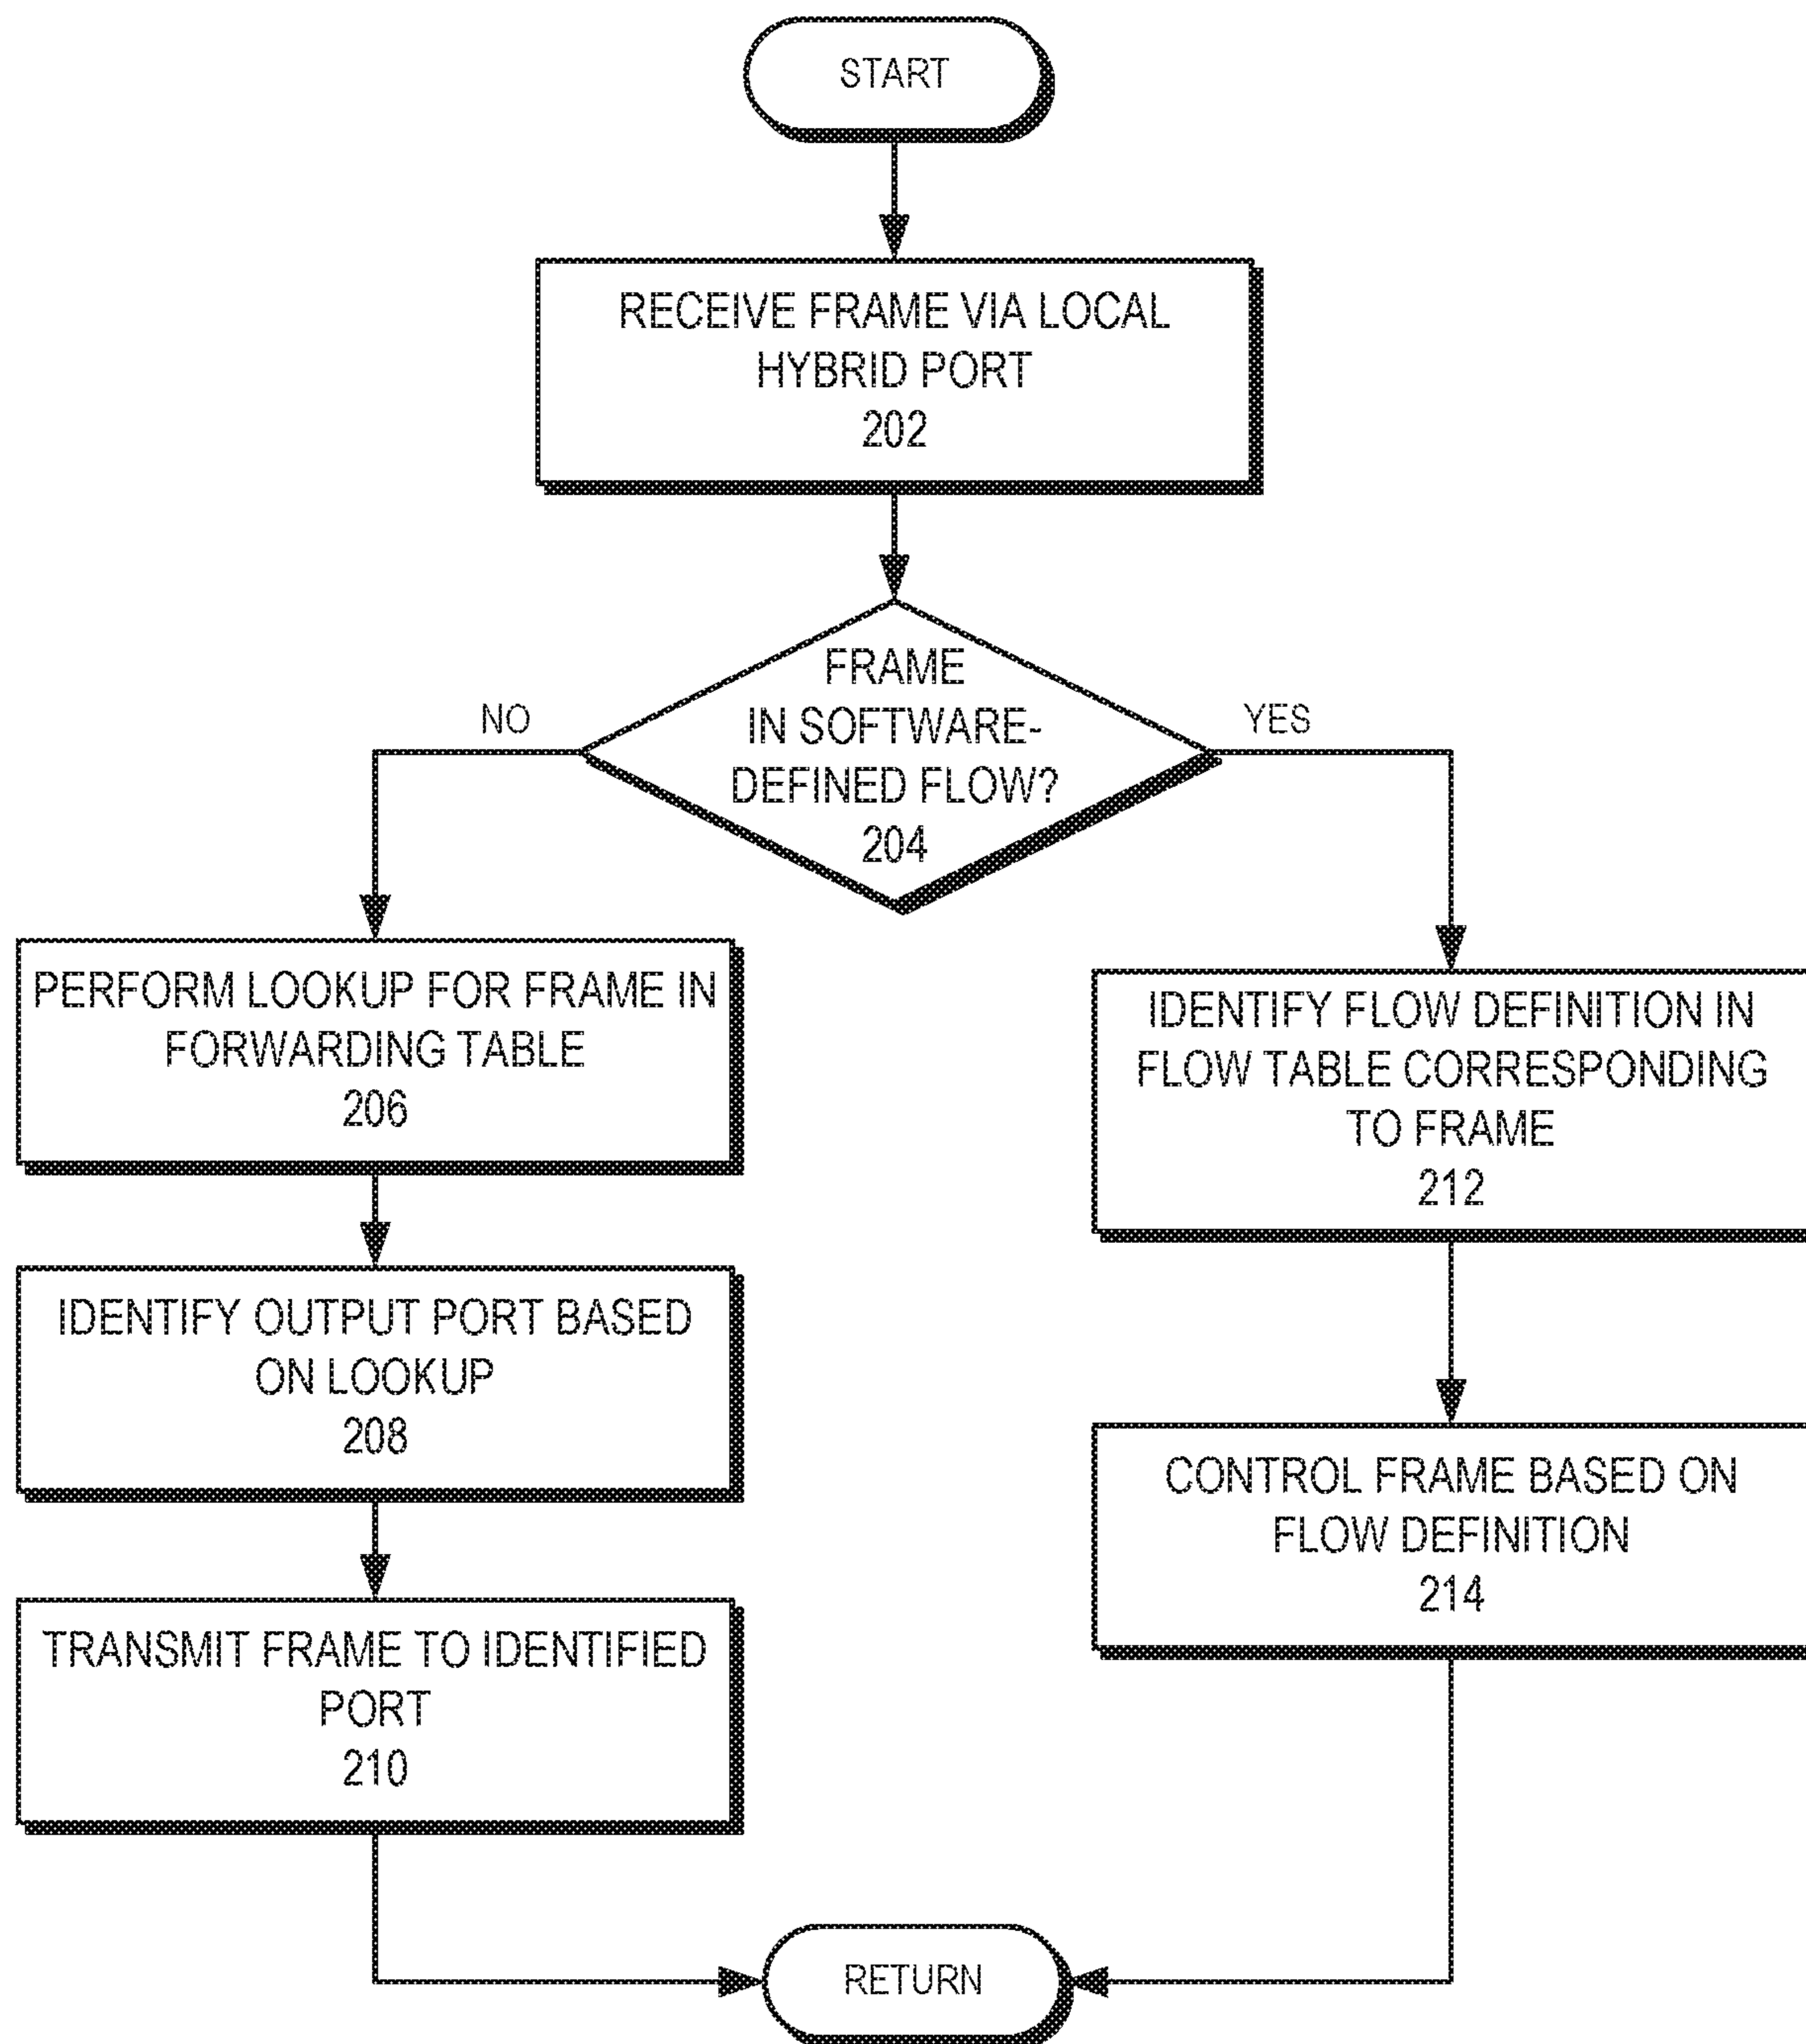 START
RECEIVE FRAME VIA LOCAL
HYBRID PORT
202
FRAME
IN SOFTWARE-
DEFINED FLOW?
204
NO
YES
PERFORM LOOKUP FOR FRAME IN
FORWARDING TABLE
206
IDENTIFY OUTPUT PORT BASED
ON LOOKUP
208
TRANSMIT FRAME TO IDENTIFIED
PORT
210
IDENTIFY FLOW DEFINITION IN
FLOW TABLE CORRESPONDING
TO FRAME
212
CONTROL FRAME BASED ON
FLOW DEFINITION
214
RETURN